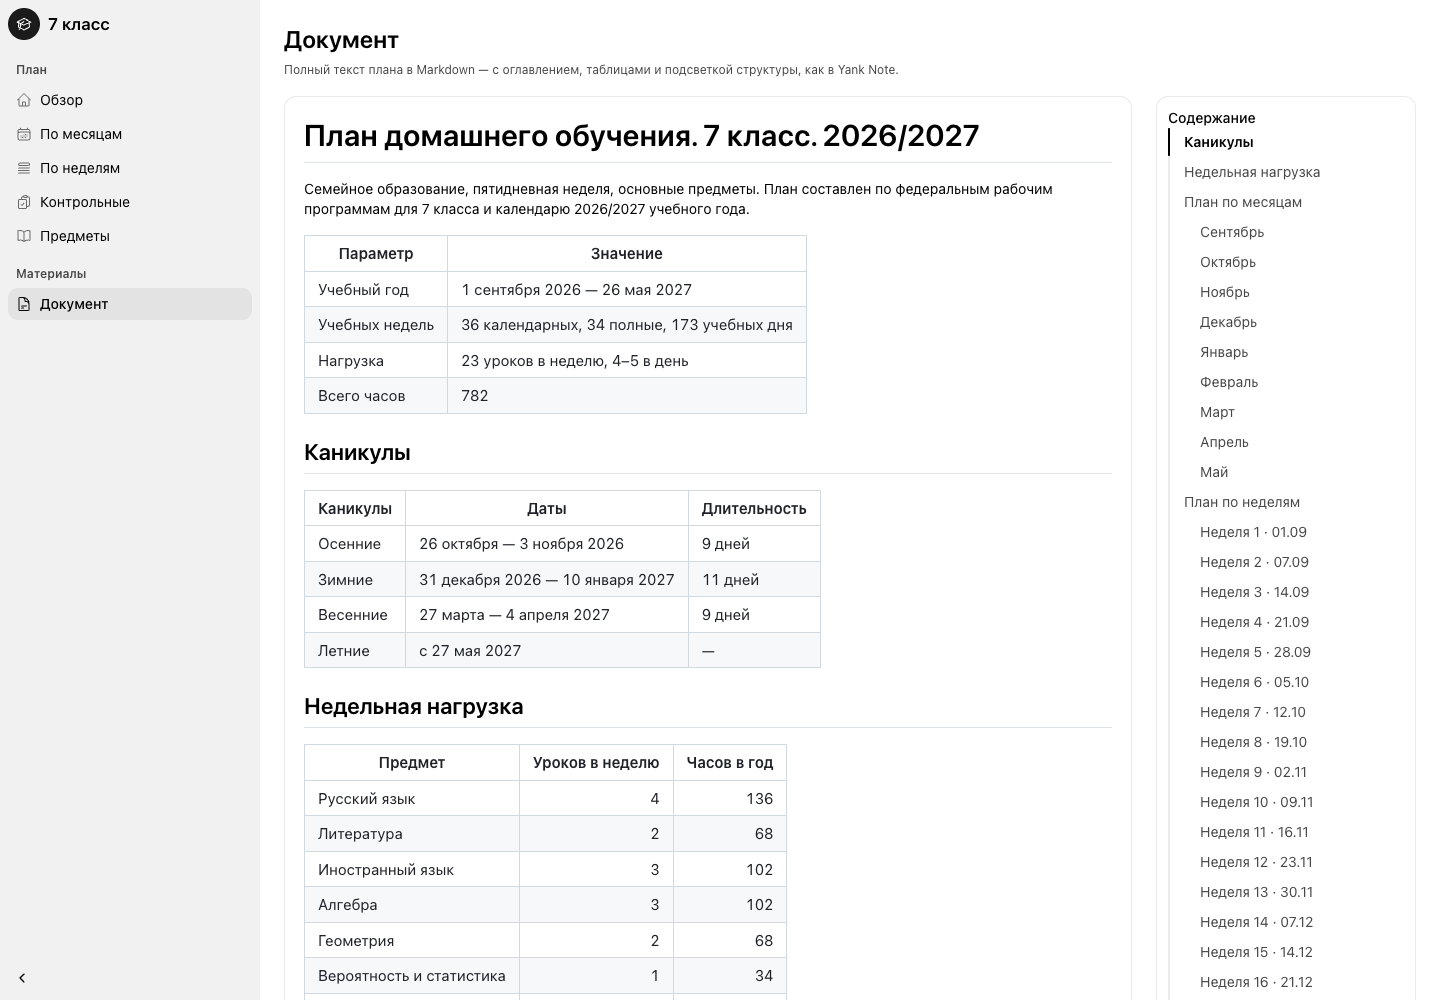 7 класс
План
Обзор
По месяцам
По неделям
Контрольные
Предметы
Материалы
Документ
Документ
Полный текст плана в Markdown — с оглавлением, таблицами и подсветкой структуры, как в Yank Note.
План домашнего обучения. 7 класс. 2026/2027
Семейное образование, пятидневная неделя, основные предметы. План составлен по федеральным рабочим
программам для 7 класса и календарю 2026/2027 учебного года.
Параметр Значение
Учебный год 1 сентября 2026 — 26 мая 2027
Учебных недель 36 календарных, 34 полные, 173 учебных дня
Нагрузка 23 уроков в неделю, 4–5 в день
Всего часов 782
Каникулы
Каникулы Даты Длительность
Осенние 26 октября — 3 ноября 2026 9 дней
Зимние 31 декабря 2026 — 10 января 2027 11 дней
Весенние 27 марта — 4 апреля 2027 9 дней
Летние с 27 мая 2027 —
Недельная нагрузка
Предмет Уроков в неделю Часов в год
Русский язык 4 136
Литература 2 68
Иностранный язык 3 102
Алгебра 3 102
Геометрия 2 68
Вероятность и статистика 1 34
Содержание
Каникулы
Недельная нагрузка
План по месяцам
Сентябрь
Октябрь
Ноябрь
Декабрь
Январь
Февраль
Март
Апрель
Май
План по неделям
Неделя 1 · 01.09
Неделя 2 · 07.09
Неделя 3 · 14.09
Неделя 4 · 21.09
Неделя 5 · 28.09
Неделя 6 · 05.10
Неделя 7 · 12.10
Неделя 8 · 19.10
Неделя 9 · 02.11
Неделя 10 · 09.11
Неделя 11 · 16.11
Неделя 12 · 23.11
Неделя 13 · 30.11
Неделя 14 · 07.12
Неделя 15 · 14.12
Неделя 16 · 21.12